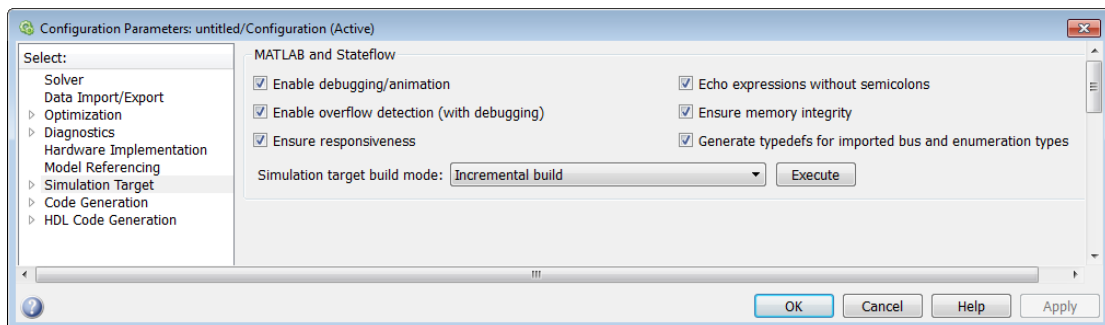 Configuration Parameters: untitled/Configuration (Active)
Select:
Solver
Data Import/Export
Optimization
Diagnostics
Hardware Implementation
Model Referencing
Simulation Target
Code Generation
HDL Code Generation
MATLAB and Stateflow
Enable debugging/animation
Echo expressions without semicolons
Enable overflow detection (with debugging)
Ensure memory integrity
Ensure responsiveness
Generate typedefs for imported bus and enumeration types
Simulation target build mode: Incremental build Execute
OK Cancel Help Apply